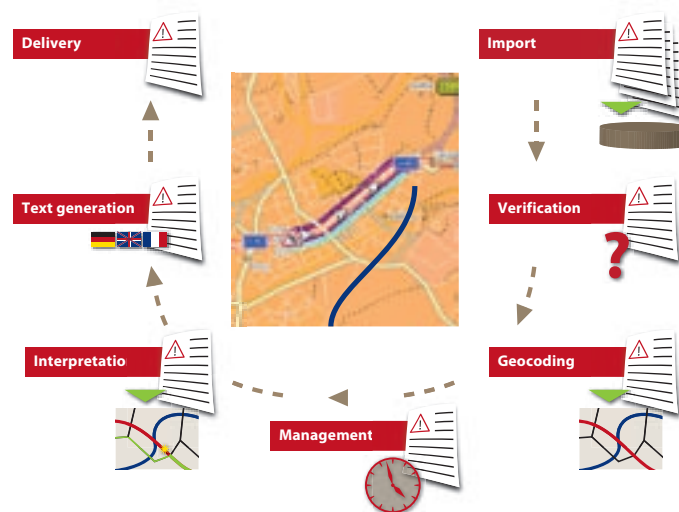 Delivery
Import
Text generation
Verification
Interpretatio
Geocoding
Management